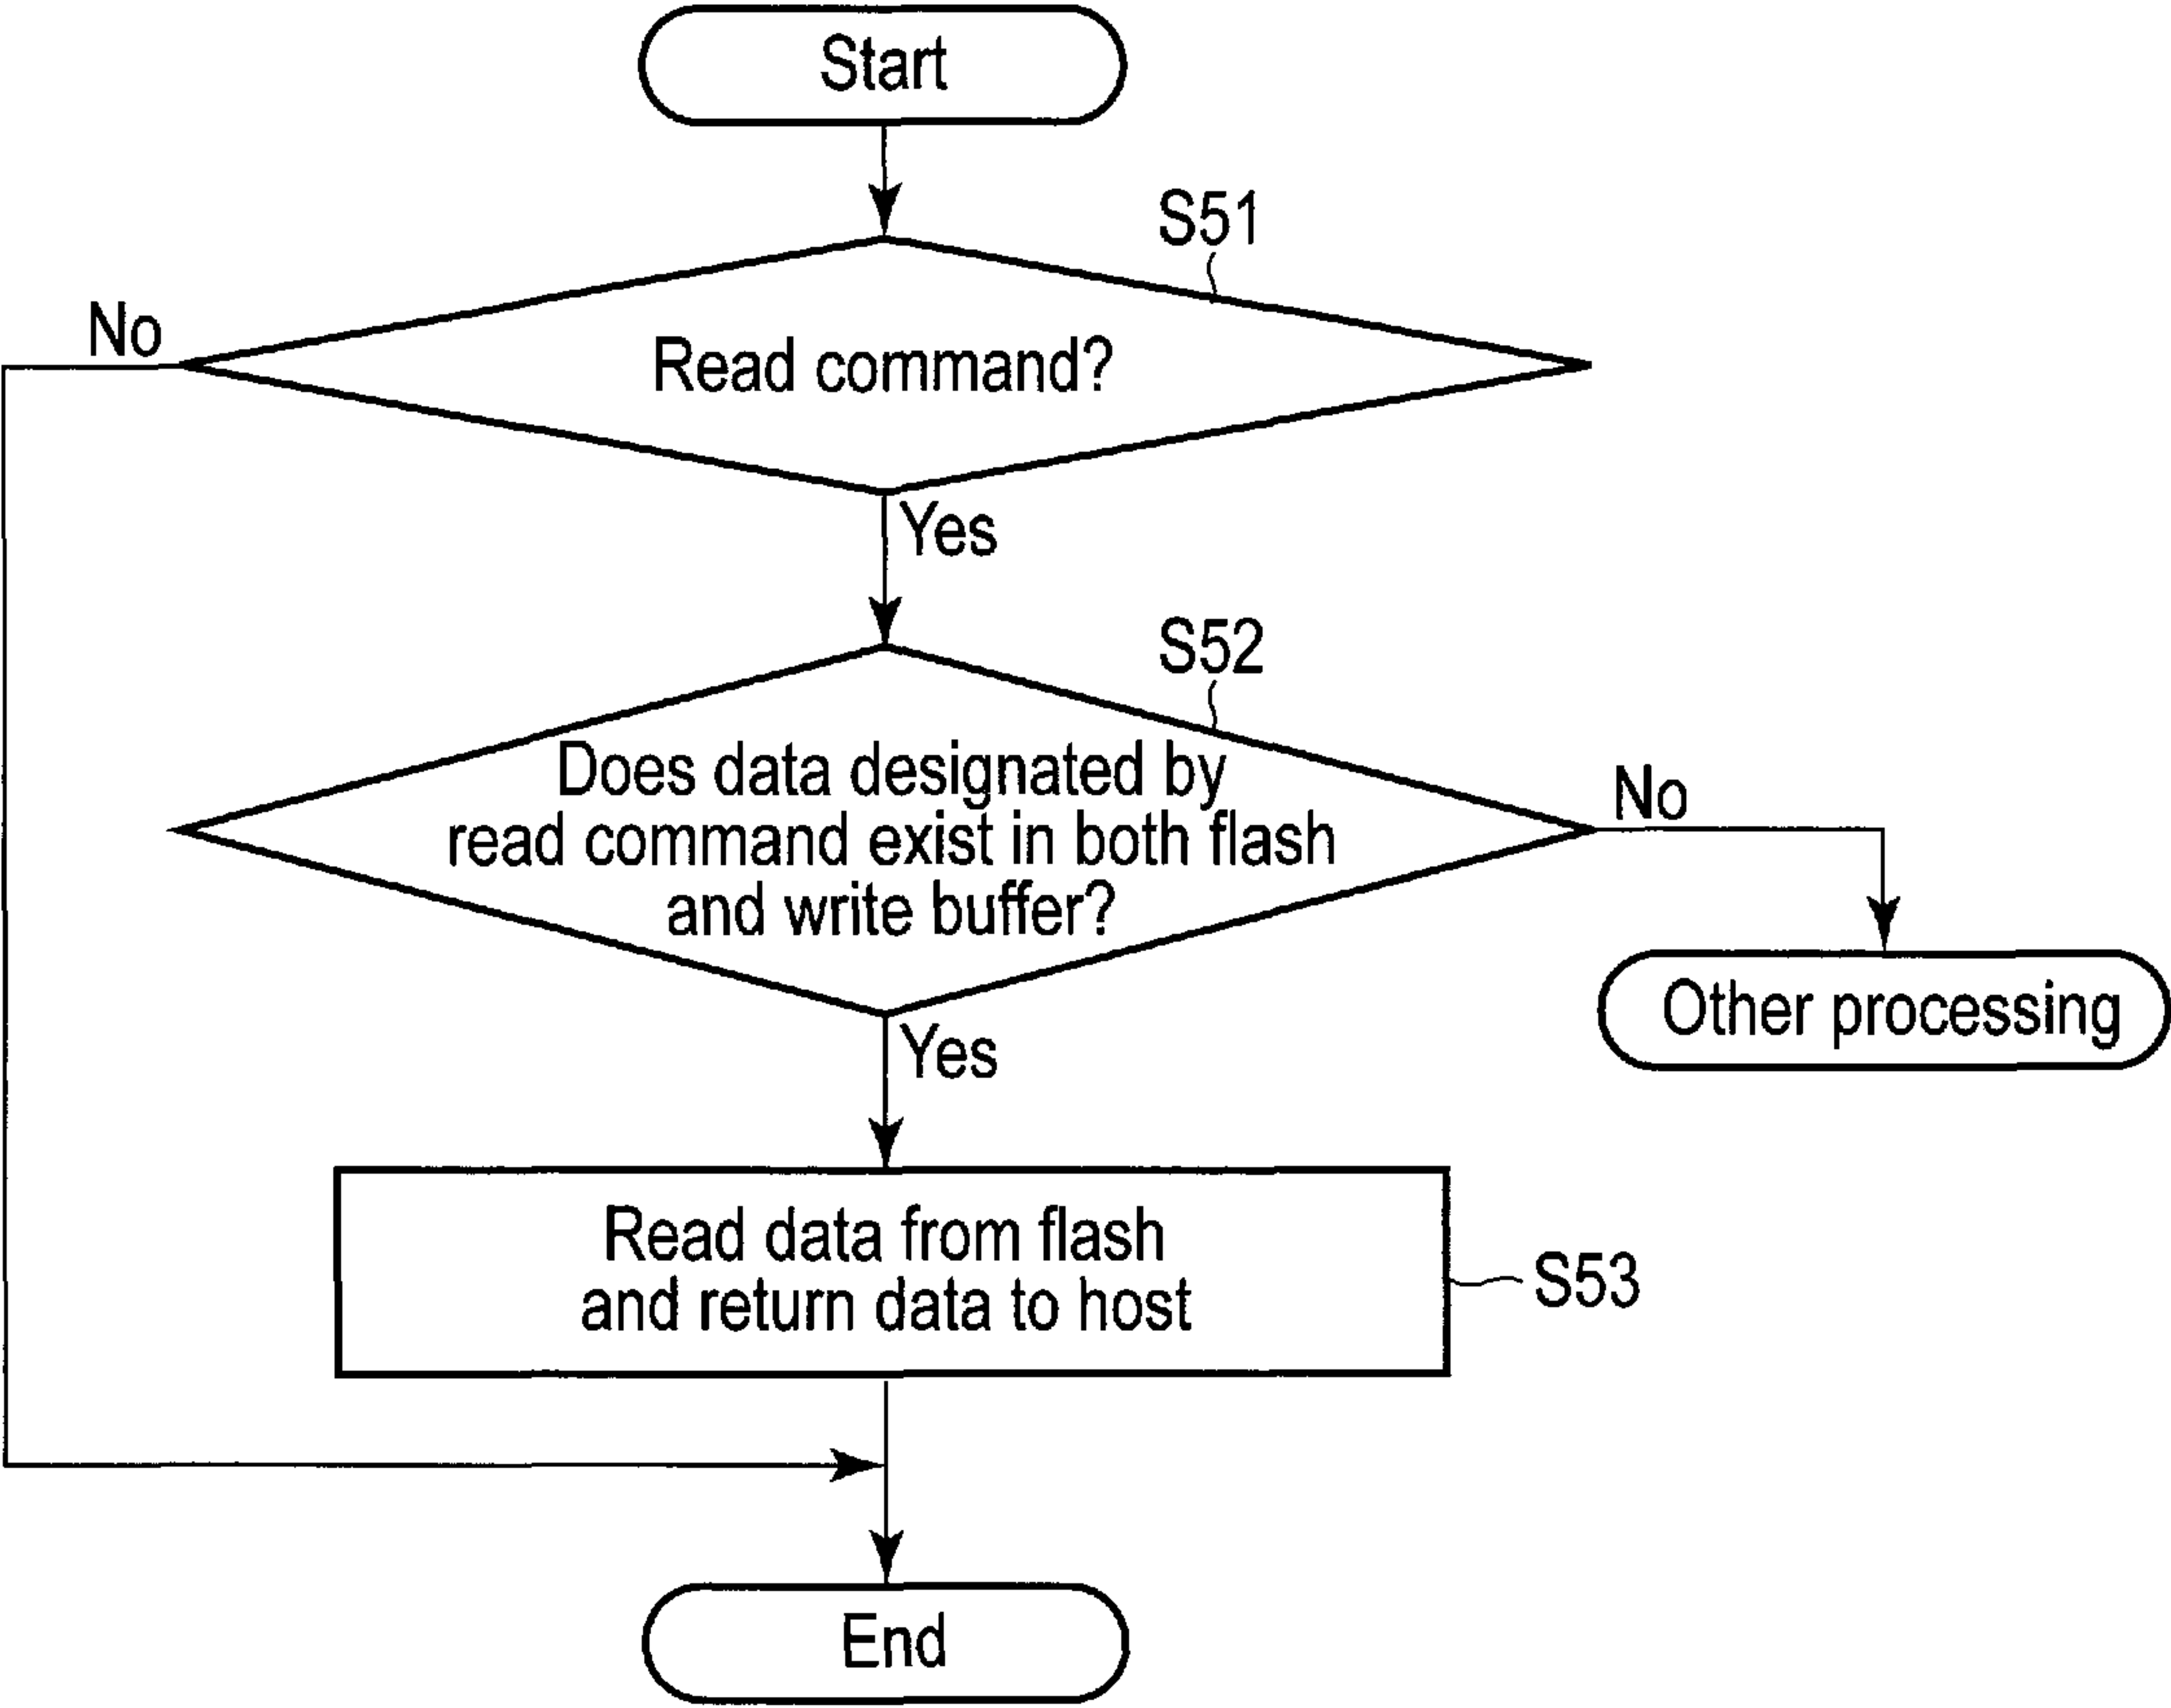 Start
S51
No
Read command?
Yes
S52
Does data designated by
read command exist in both flash
and write buffer?
No
Other processing
Yes
Read data from flash
and return data to host
S53
End